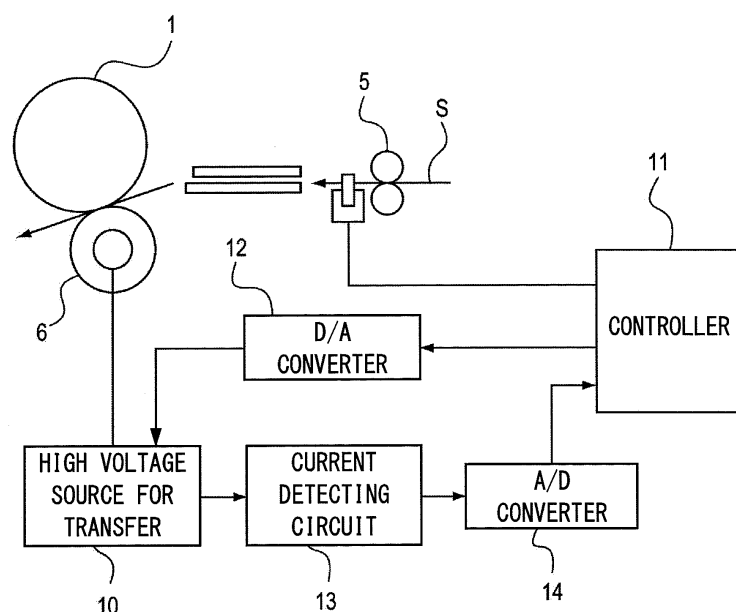 1
5
S
11
12
6
D/A
CONVERTER
CONTROLLER
HIGH VOLTAGE
SOURCE FOR
TRANSFER
CURRENT
DETECTING
CIRCUIT
A/D
CONVERTER
10
13
14